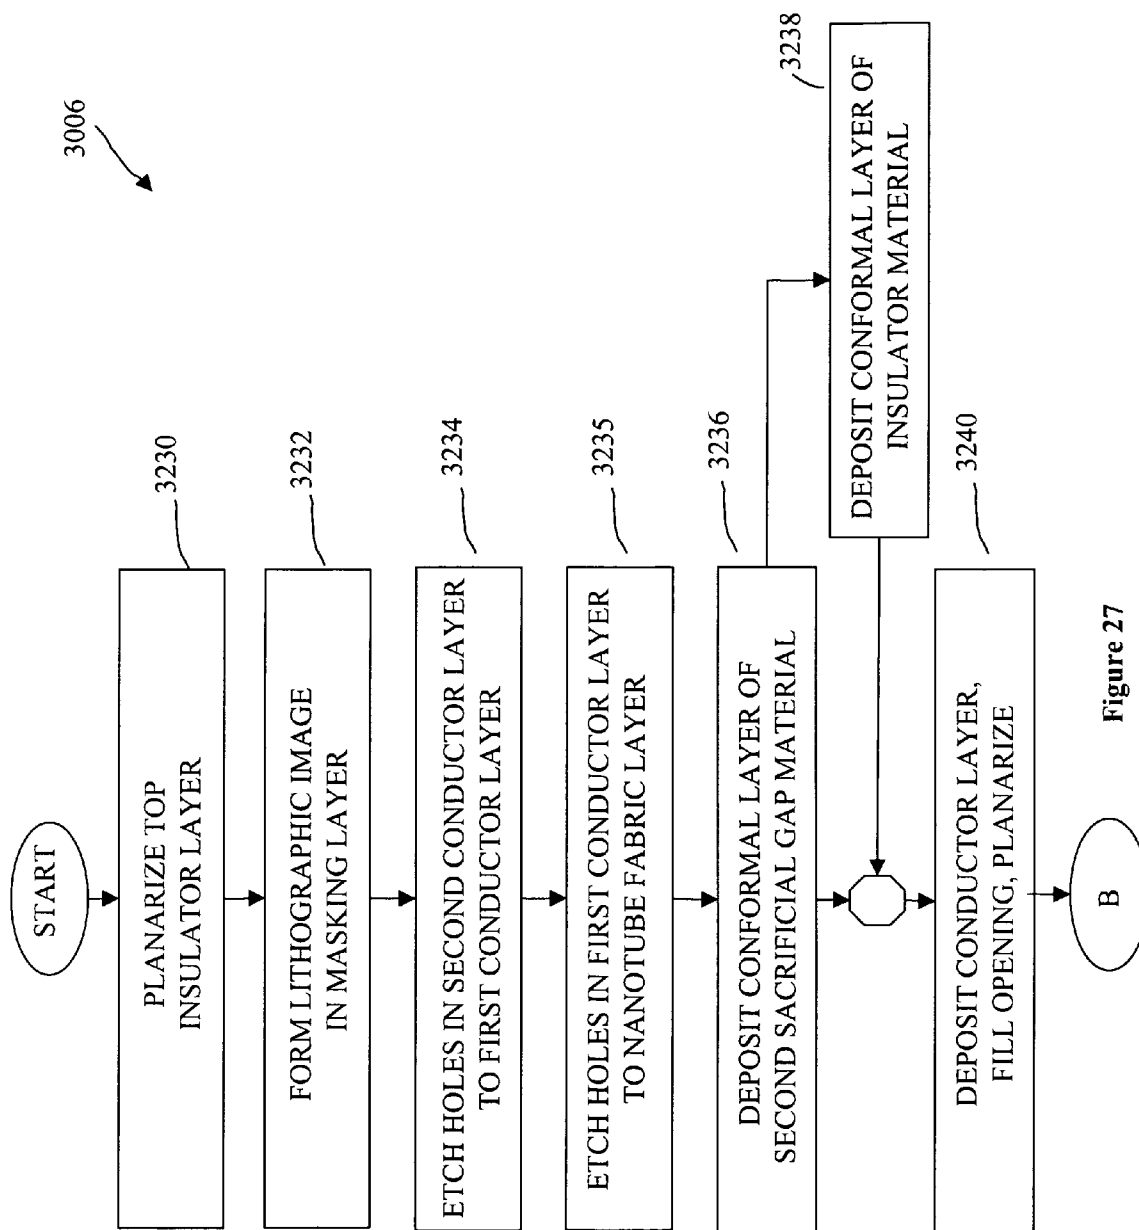 3006
START
PLANARIZE TOP
INSULATOR LAYER
3230
FORM LITHOGRAPHIC IMAGE
IN MASKING LAYER
3232
ETCH HOLES IN SECOND CONDUCTOR LAYER
TO FIRST CONDUCTOR LAYER
3234
ETCH HOLES IN FIRST CONDUCTOR LAYER
TO NANOTUBE FABRIC LAYER
3235
DEPOSIT CONFORMAL LAYER OF
SECOND SACRIFICIAL GAP MATERIAL
3236
DEPOSIT CONFORMAL LAYER OF
INSULATOR MATERIAL
3238
DEPOSIT CONDUCTOR LAYER,
FILL OPENING, PLANARIZE
3240
B
Figure 27